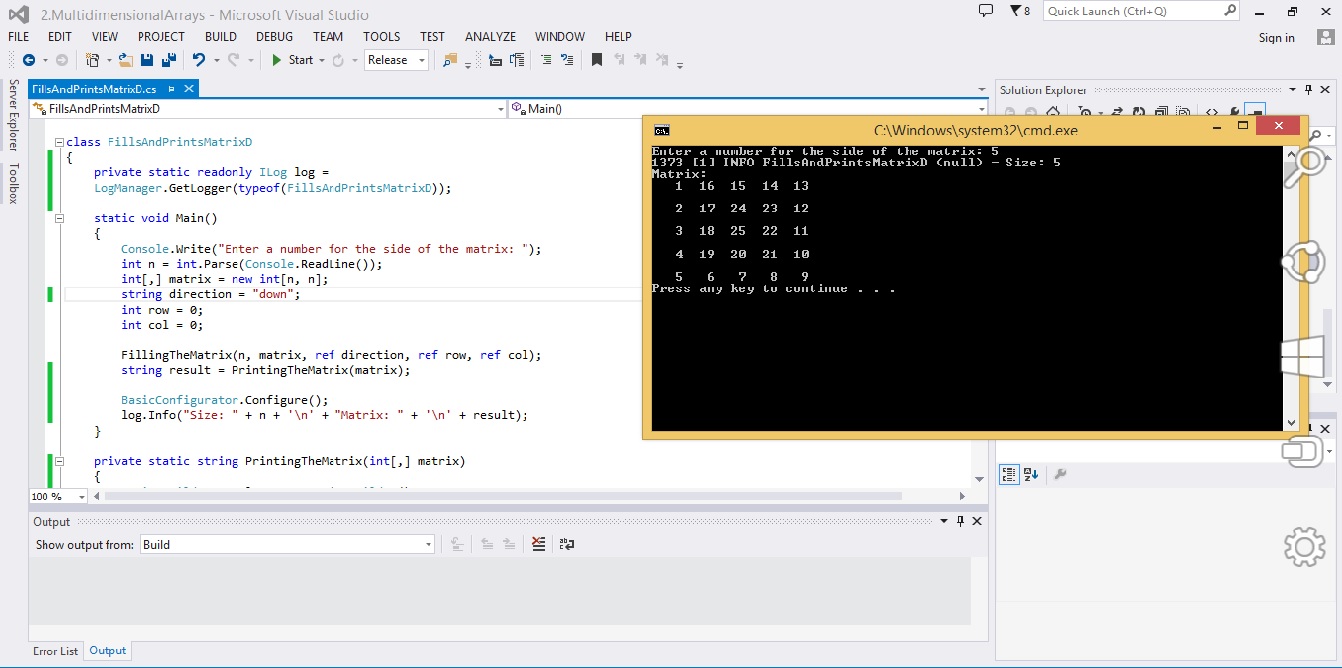 2.MultidimensionalArrays - Microsoft Visual Studio
8
Quick Launch (Ctrl+Q)
FILE EDIT VIEW PROJECT BUILD DEBUG TEAM TOOLS TEST ANALYZE WINDOW HELP
Sign in
Start Release
Server Explorer
Toolbox
FillsAndPrintsMatrixD.cs
FillsAndPrintsMatrixD
Main()
class FillsAndPrintsMatrixD
{
private static readonly ILog log =
LogManager.GetLogger(typeof(FillsAndPrintsMatrixD));
static void Main()
{
Console.Write("Enter a number for the side of the matrix: ");
int n = int.Parse(Console.ReadLine());
int[,] matrix = new int[n, n];
string direction = "down";
int row = 0;
int col = 0;
FillingTheMatrix(n, matrix, ref direction, ref row, ref col);
string result = PrintingTheMatrix(matrix);
BasicConfigurator.Configure();
log.Info("Size: " + n + '\n' + "Matrix: " + '\n' + result);
}
private static string PrintingTheMatrix(int[,] matrix)
{
100 %
Solution Explorer
C:\Windows\system32\cmd.exe
Enter a number for the side of the matrix: 5
1373 [1] INFO FillsAndPrintsMatrixD (null) - Size: 5
Matrix:
1 16 15 14 13
2 17 24 23 12
3 18 25 22 11
4 19 20 21 10
5 6 7 8 9
Press any key to continue . . .
Output
Show output from: Build
Error List Output